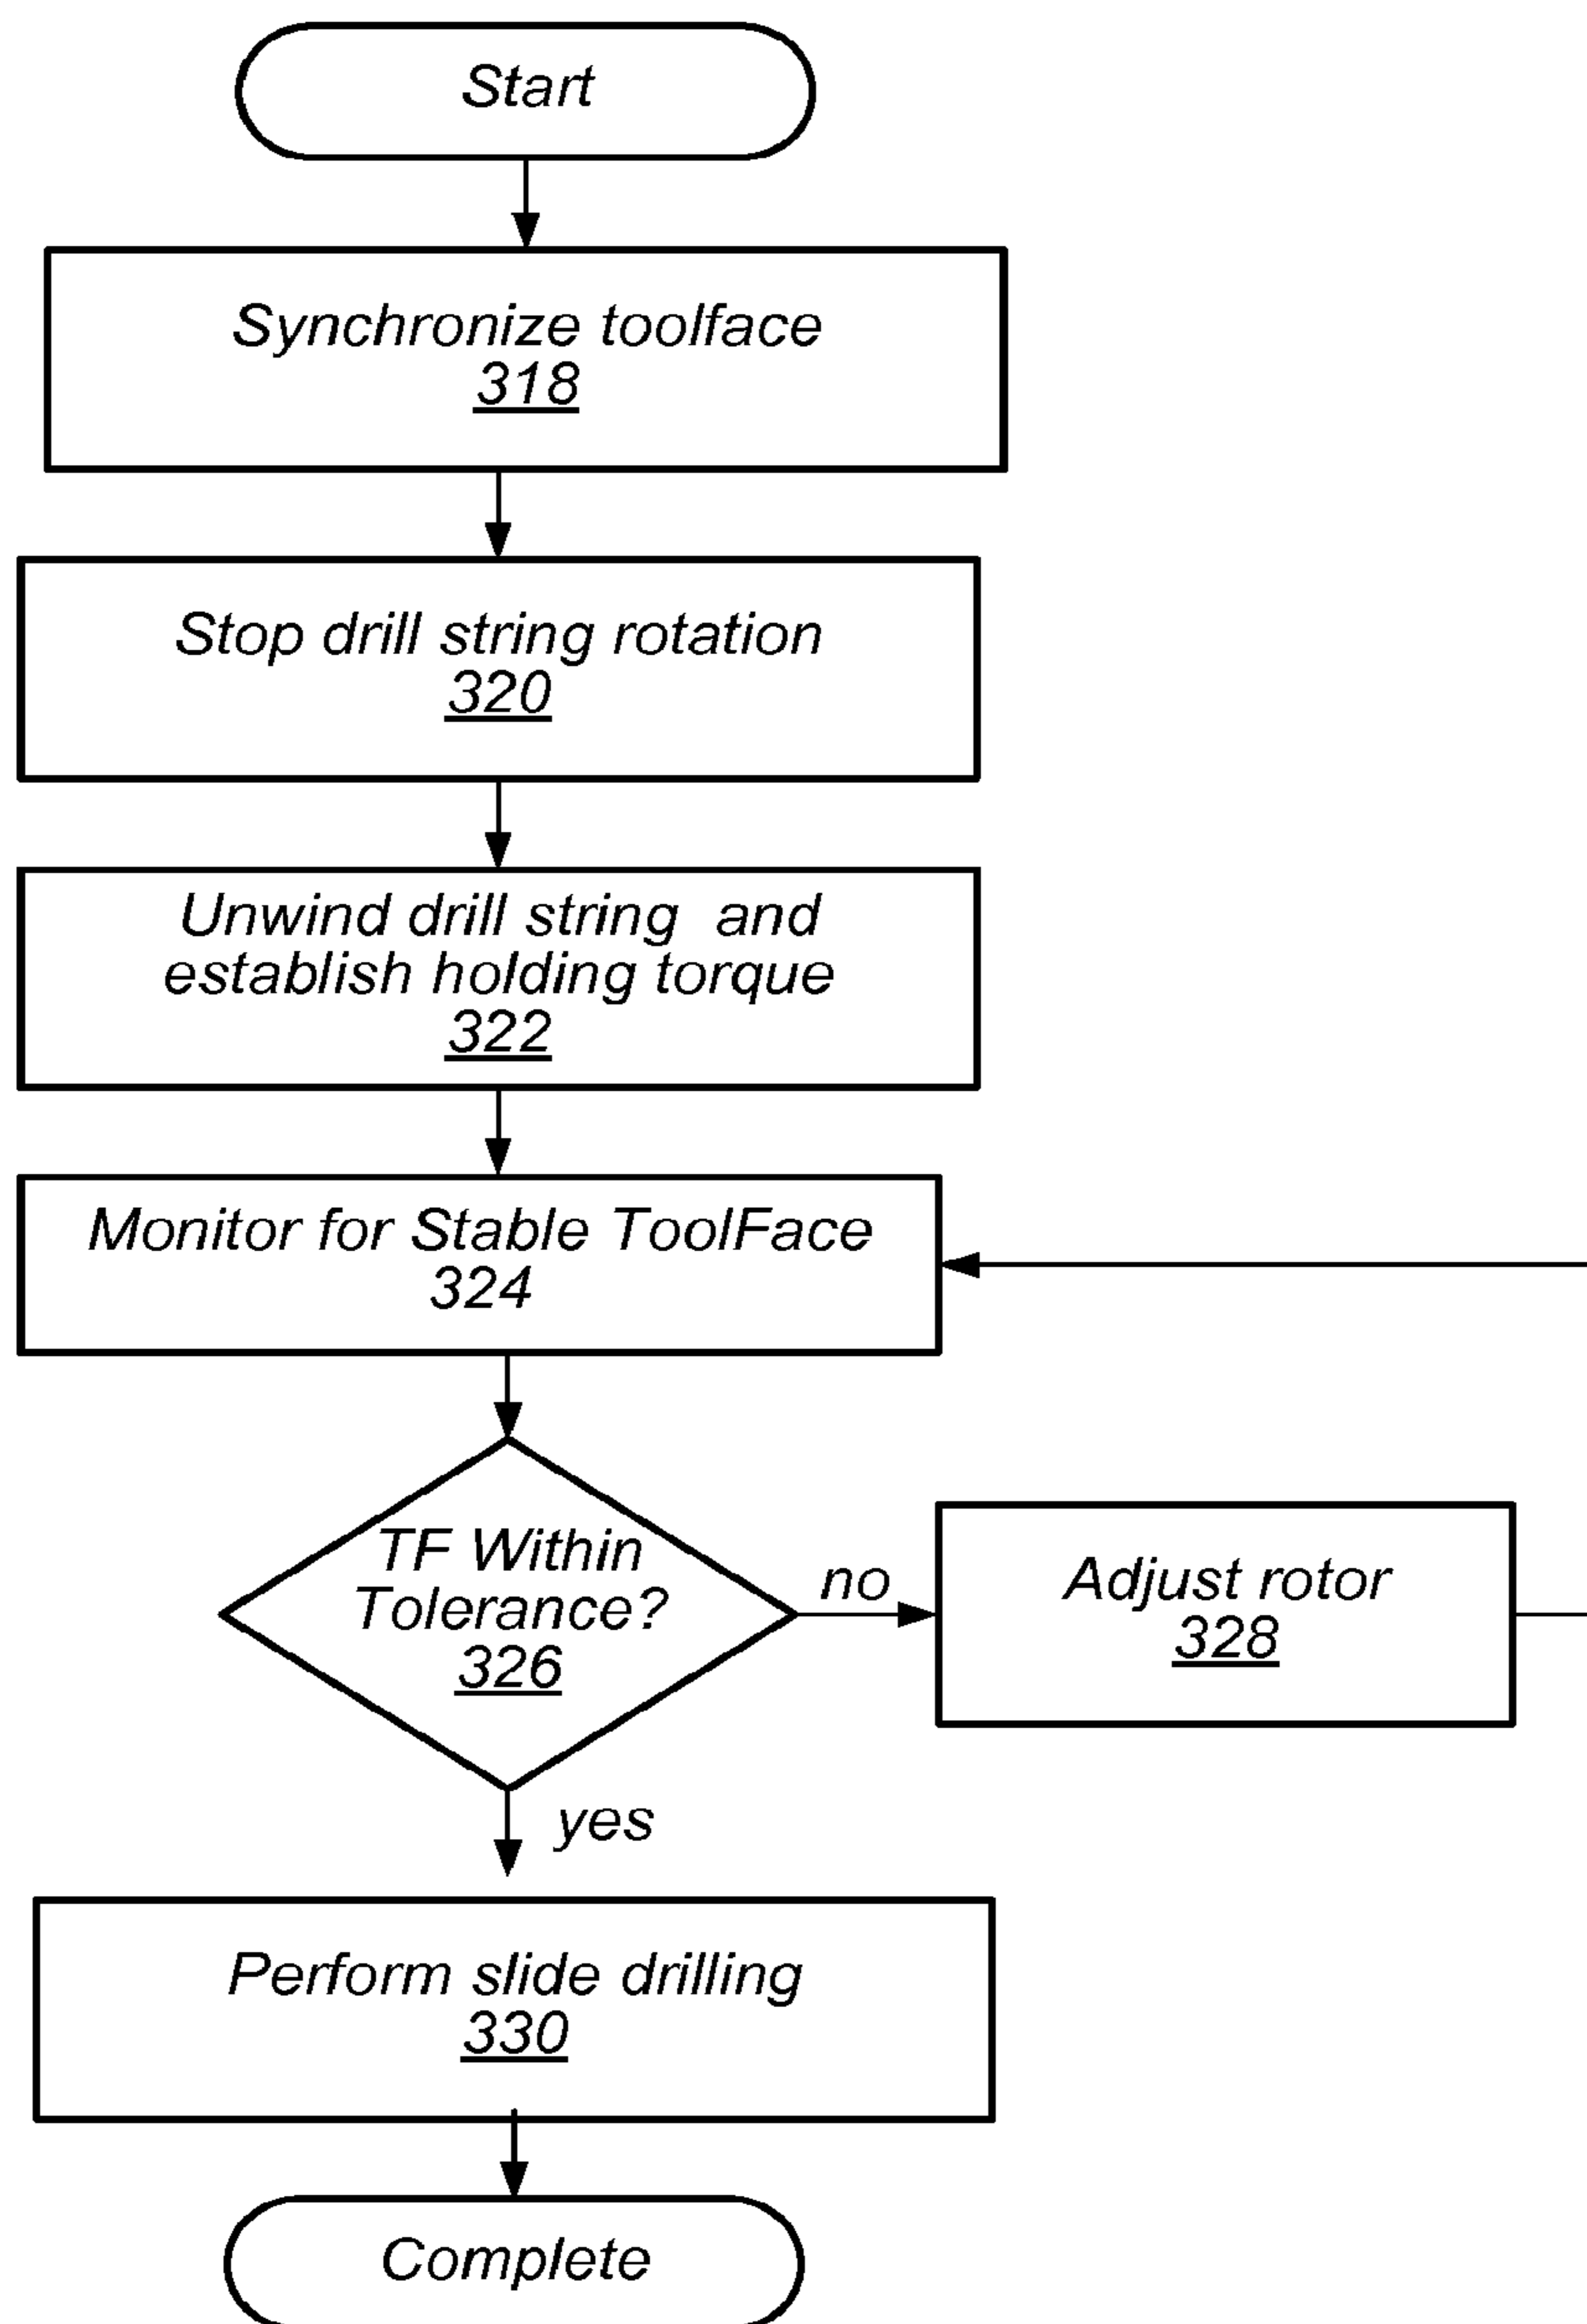 Start
Synchronize toolface
318
Stop drill string rotation
320
Unwind drill string and
establish holding torque
322
Monitor for Stable ToolFace
324
TF Within
Tolerance?
326
no
Adjust rotor
328
yes
Perform slide drilling
330
Complete